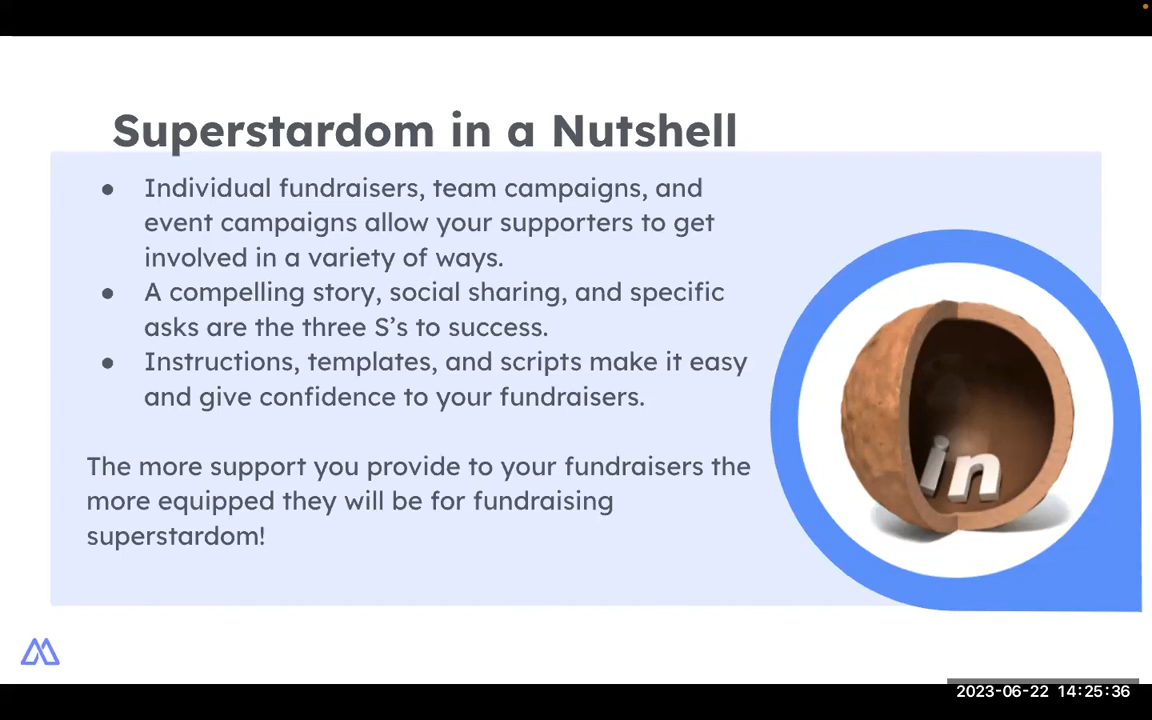 Superstardom in a Nutshell
● Individual fundraisers, team campaigns, and
event campaigns allow your supporters to get
involved in a variety of ways.
● A compelling story, social sharing, and specific
asks are the three S’s to success.
● Instructions, templates, and scripts make it easy
and give confidence to your fundraisers.
The more support you provide to your fundraisers the
more equipped they will be for fundraising
superstardom!
in
2023-06-22 14:25:36